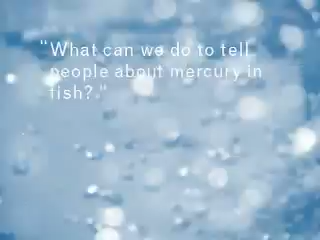 “What can we do to tell
people about mercury in
fish?”